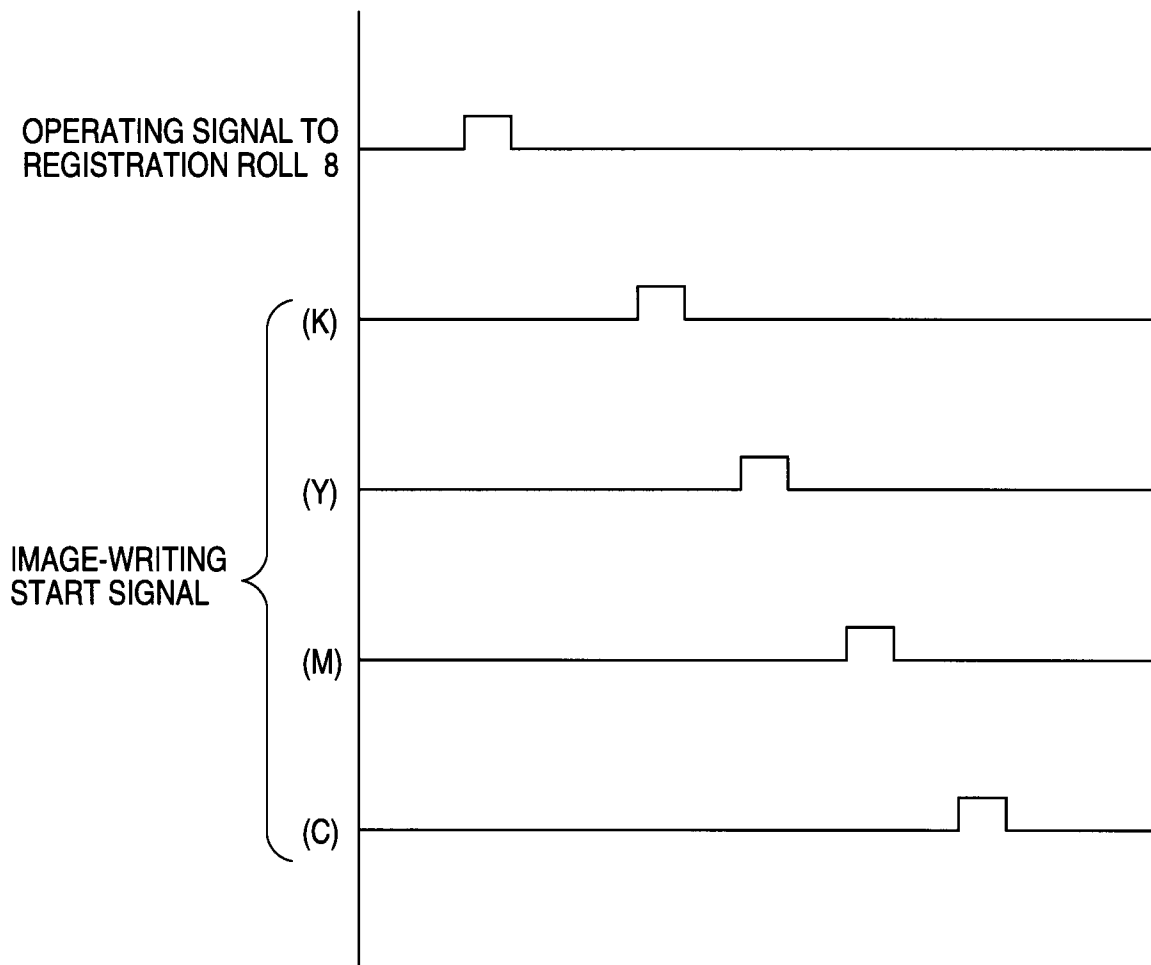 OPERATING SIGNAL TO
REGISTRATION ROLL 8
(K)
(Y)
IMAGE-WRITING
START SIGNAL
(M)
(C)